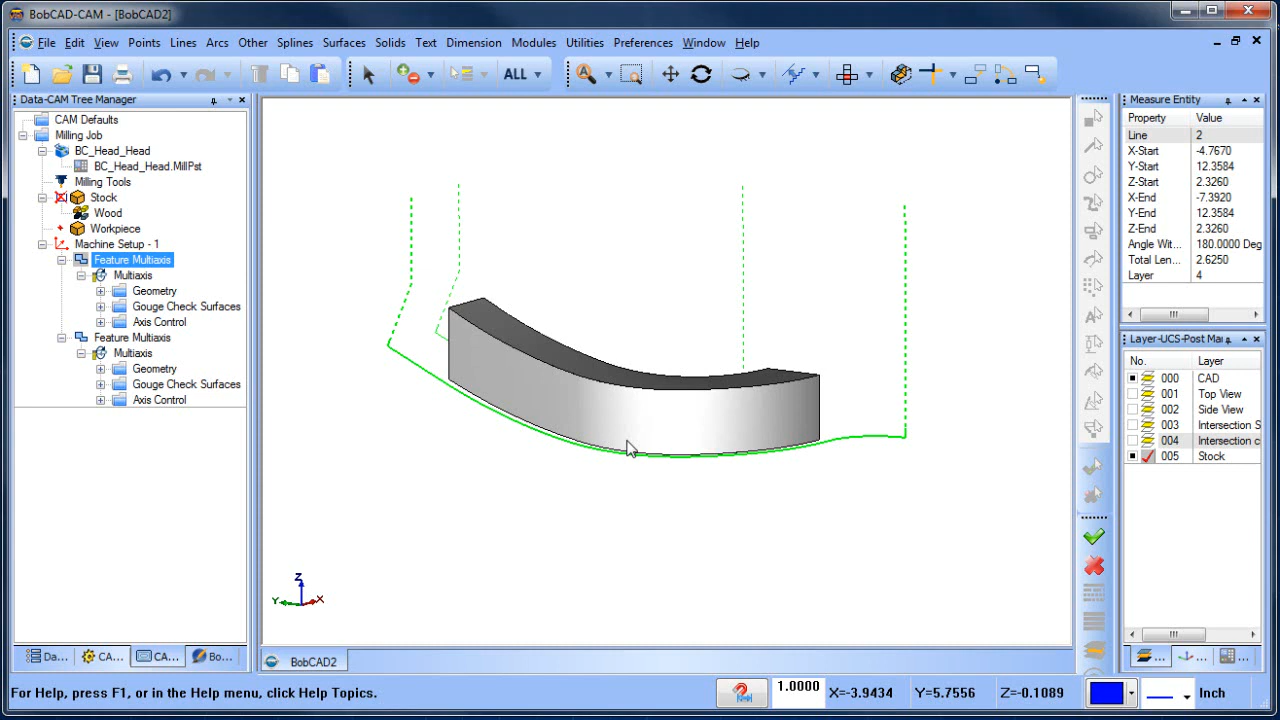 BobCAD-CAM - [BobCAD2]
File Edit View Points Lines Arcs Other Splines Surfaces Solids Text Dimension Modules Utilities Preferences Window Help
ALL
Data-CAM Tree Manager
CAM Defaults
Milling Job
BC_Head_Head
BC_Head_Head.MillPst
Milling Tools
Stock
Wood
Workpiece
Machine Setup - 1
Feature Multiaxis
Multiaxis
Geometry
Gouge Check Surfaces
Axis Control
Feature Multiaxis
Multiaxis
Geometry
Gouge Check Surfaces
Axis Control
Da... CA... CA... Bo...
Z
Y X
BobCAD2
Measure Entity
Property Value
Line 2
X-Start -4.7670
Y-Start 12.3584
Z-Start 2.3260
X-End -7.3920
Y-End 12.3584
Z-End 2.3260
Angle Wit... 180.0000 Deg
Total Len... 2.6250
Layer 4
Layer-UCS-Post Ma
No. Layer
000 CAD
001 Top View
002 Side View
003 Intersection S
004 Intersection c
005 Stock
... ... ...
For Help, press F1, or in the Help menu, click Help Topics.
1.0000 X=-3.9434 Y=5.7556 Z=-0.1089 Inch